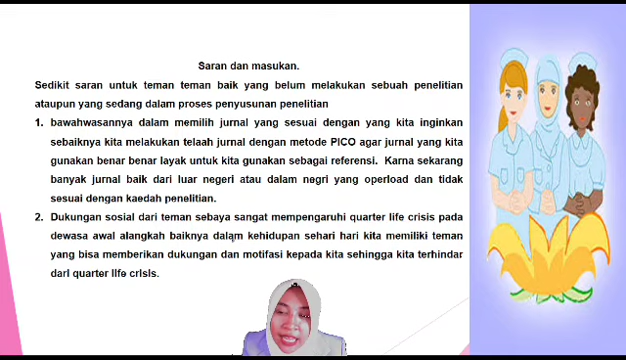 Saran dan masukan.
Sedikit saran untuk teman teman baik yang belum melakukan sebuah penelitian
ataupun yang sedang dalam proses penyusunan penelitian
1. bawahwasannya dalam memilih jurnal yang sesuai dengan yang kita inginkan
sebaiknya kita melakukan telaah jurnal dengan metode PICO agar jurnal yang kita
gunakan benar benar layak untuk kita gunakan sebagai referensi. Karna sekarang
banyak jurnal baik dari luar negeri atau dalam negri yang operload dan tidak
sesuai dengan kaedah penelitian.
2. Dukungan sosial dari teman sebaya sangat mempengaruhi quarter life crisis pada
dewasa awal alangkah baiknya dalam kehidupan sehari hari kita memiliki teman
yang bisa memberikan dukungan dan motifasi kepada kita sehingga kita terhindar
dari quarter life crisis.